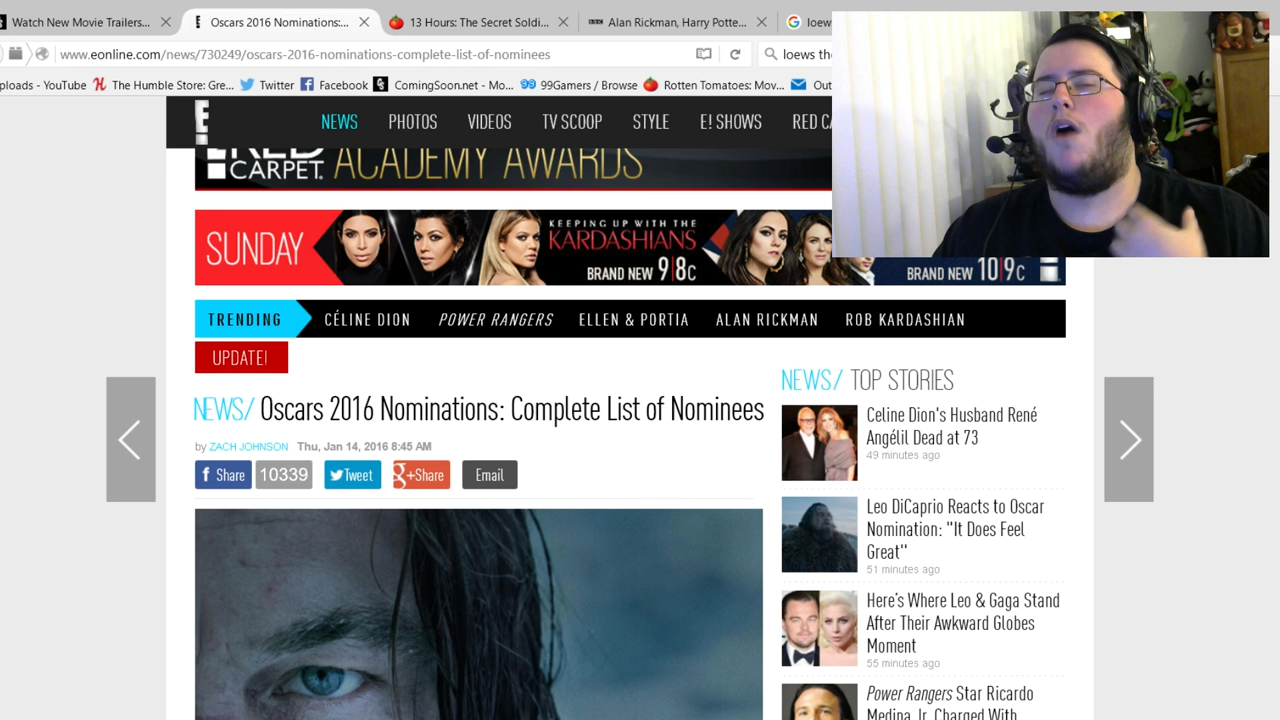 Watch New Movie Trailers...
Oscars 2016 Nominations:...
13 Hours: The Secret Soldi...
Alan Rickman, Harry Potte...
loews
www.eonline.com/news/730249/oscars-2016-nominations-complete-list-of-nominees
loews the
ploads - YouTube
The Humble Store: Gre...
Twitter
Facebook
ComingSoon.net - Mo...
99Gamers / Browse
Rotten Tomatoes: Mov...
Out
E!
NEWS
PHOTOS
VIDEOS
TV SCOOP
STYLE
E! SHOWS
RED CA
RED
CARPET
ACADEMY AWARDS
SUNDAY
KEEPING UP WITH THE
KARDASHIANS
BRAND NEW 9|8C
BRAND NEW 10|9C
TRENDING
CÉLINE DION
POWER RANGERS
ELLEN & PORTIA
ALAN RICKMAN
ROB KARDASHIAN
UPDATE!
NEWS/ Oscars 2016 Nominations: Complete List of Nominees
by ZACH JOHNSON Thu, Jan 14, 2016 8:45 AM
Share
10339
Tweet
g+Share
Email
NEWS/ TOP STORIES
Celine Dion's Husband René
Angélil Dead at 73
49 minutes ago
Leo DiCaprio Reacts to Oscar
Nomination: "It Does Feel
Great"
51 minutes ago
Here's Where Leo & Gaga Stand
After Their Awkward Globes
Moment
55 minutes ago
Power Rangers Star Ricardo
Medina Jr. Charged With